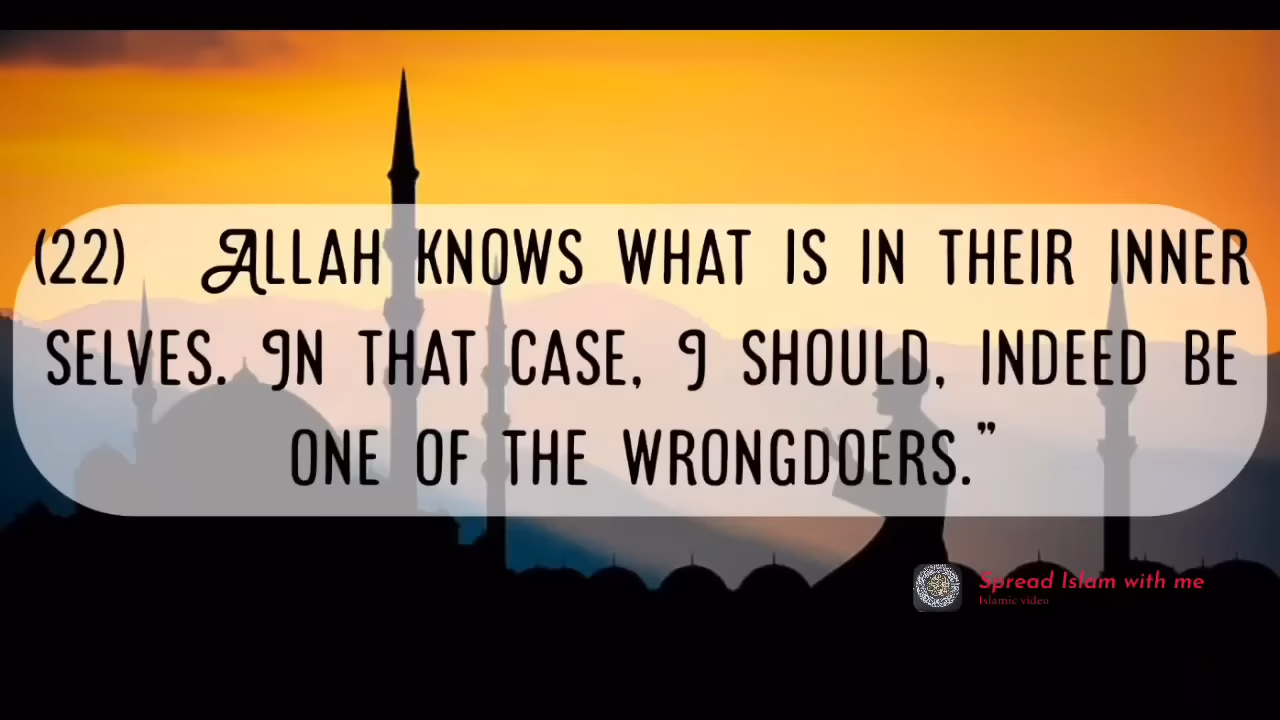 (22) Allah knows what is in their inner
selves. In that case, I should, indeed be
one of the wrongdoers."
Spread Islam with me
Islamic video